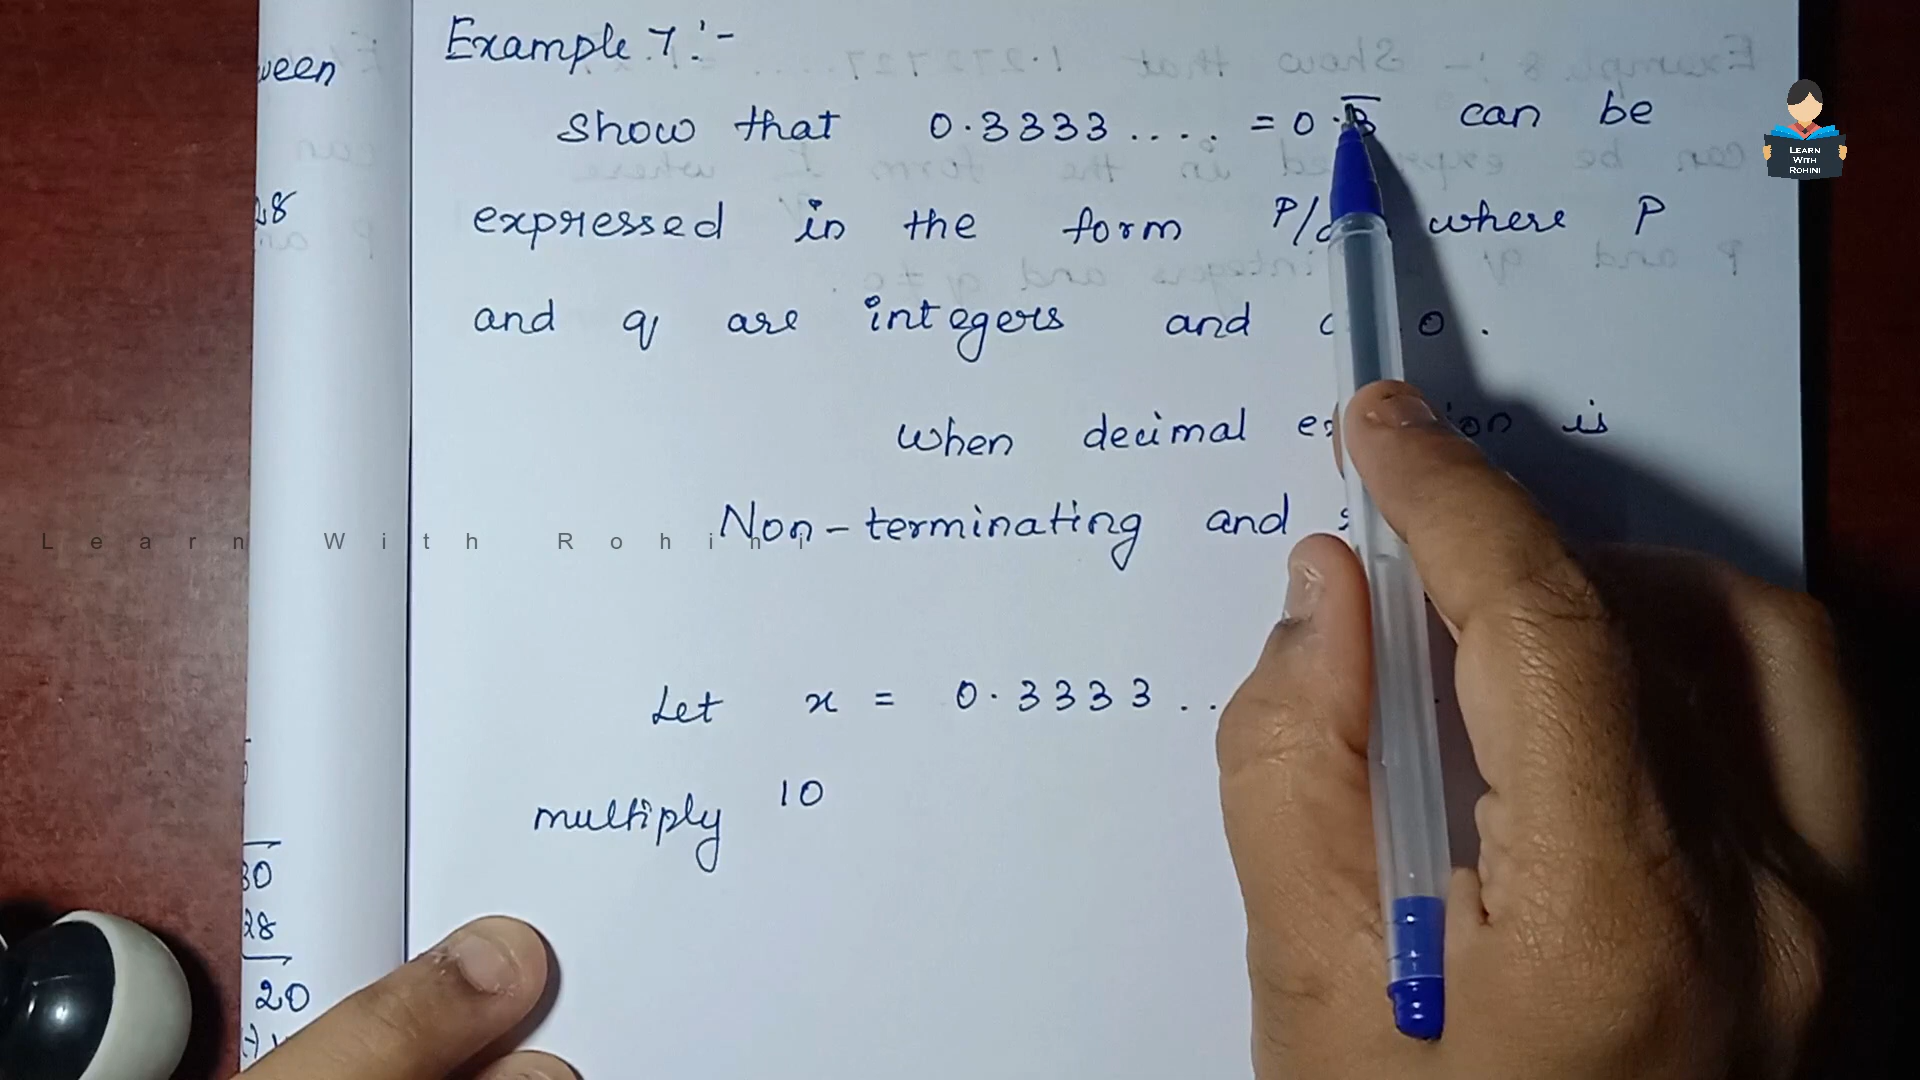 Example 7:-
Show that 0.3333.... = 0.3̅ can be
expressed in the form P/q where P
and q are integers and 0.
When decimal is
Non-terminating and
Let x = 0.3333..
multiply 10
ween
28
30
28
20
LEARN
WITH
ROHINI
Learn With Rohini